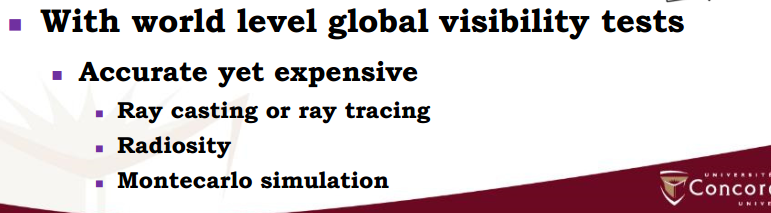 With world level global visibility tests
Accurate yet expensive
Ray casting or ray tracing
Radiosity
Montecarlo simulation